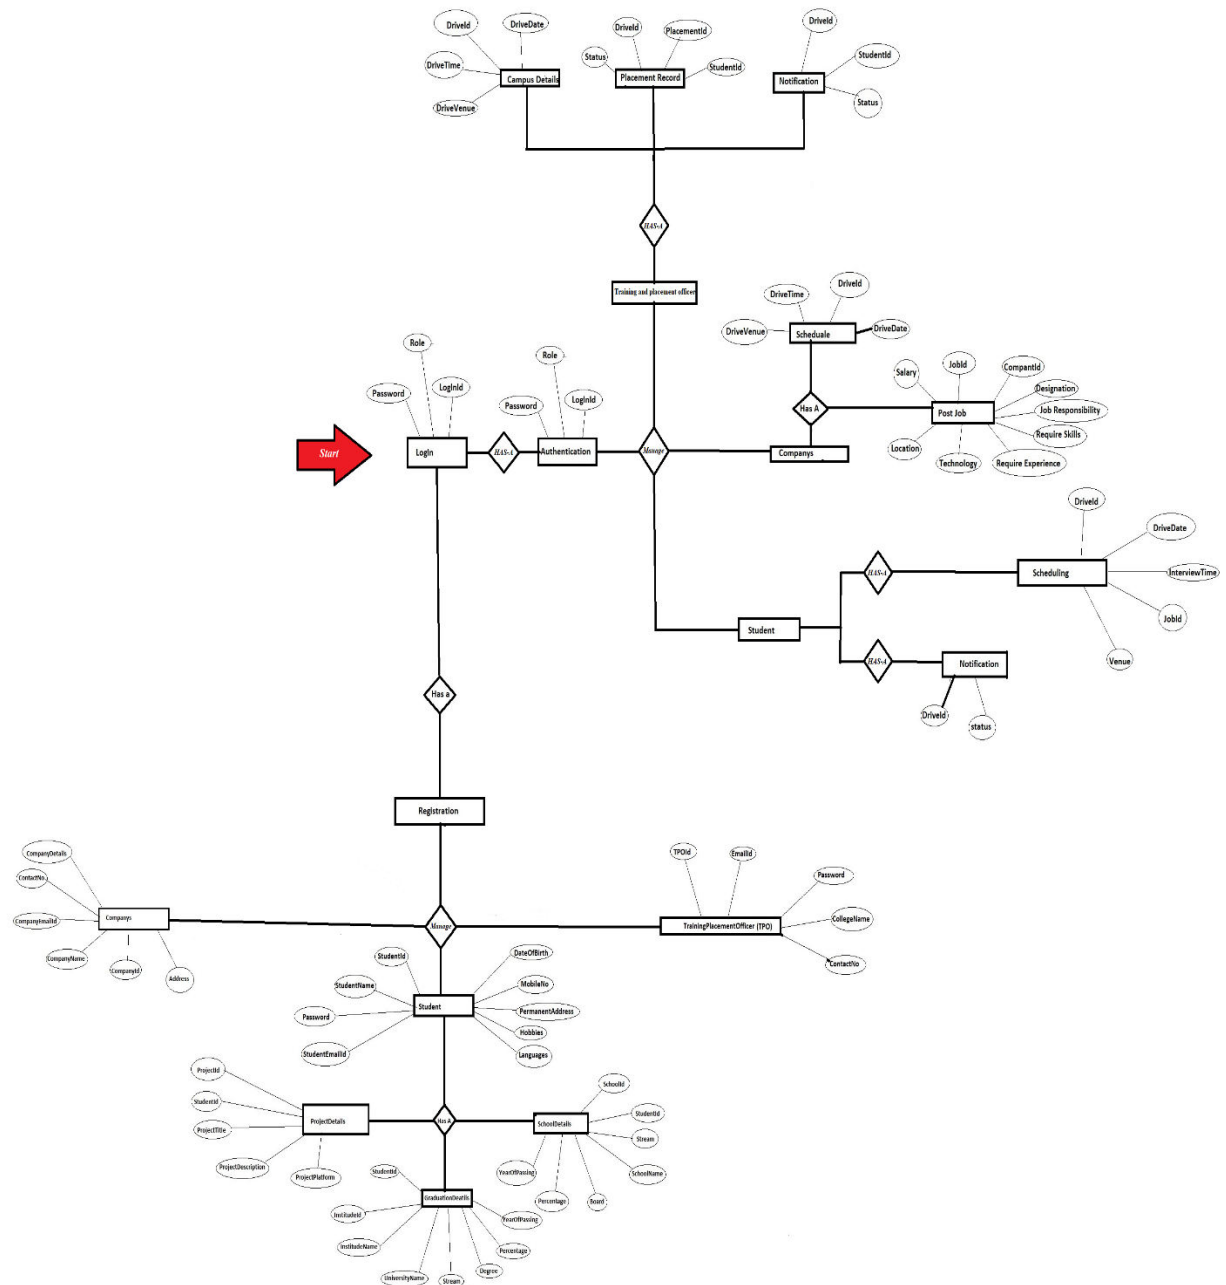 DriveId
DriveDate
DriveTime
DriveVenue
Campus Details
DriveId
PlacementId
Status
StudentId
Placement Record
DriveId
StudentId
Status
Notification
HAS-A
Training and placement officer
DriveTime
DriveId
DriveVenue
DriveDate
Scheduale
Has A
Salary
JobId
CompantId
Designation
Job Responsibility
Require Skills
Require Experience
Technology
Location
Post Job
Companys
Start
Role
Password
LogInId
LogIn
HAS-A
Role
Password
LogInId
Authentication
Manage
Student
HAS-A
DriveId
DriveDate
InterviewTime
JobId
Venue
Scheduling
HAS-A
Notification
DriveId
status
Has a
Registration
Manage
CompanyDetails
ContactNo
CompanyEmailId
CompanyName
CompanyId
Address
Companys
TPOId
EmailId
Password
CollegeName
ContactNo
TrainingPlacementOfficer (TPO)
StudentId
DateOfBirth
StudentName
MobileNo
Password
PermanentAddress
Hobbies
StudentEmailId
Languages
Student
Has A
ProjectId
StudentId
ProjectTitle
ProjectDescription
ProjectPlatform
ProjectDetails
SchoolId
StudentId
Stream
SchoolName
Board
Percentage
YearOfPassing
SchoolDetails
StudentId
InstitudeId
InstitudeName
UniversityName
Stream
Degree
Percentage
YearOfPassing
GraduationDeatils